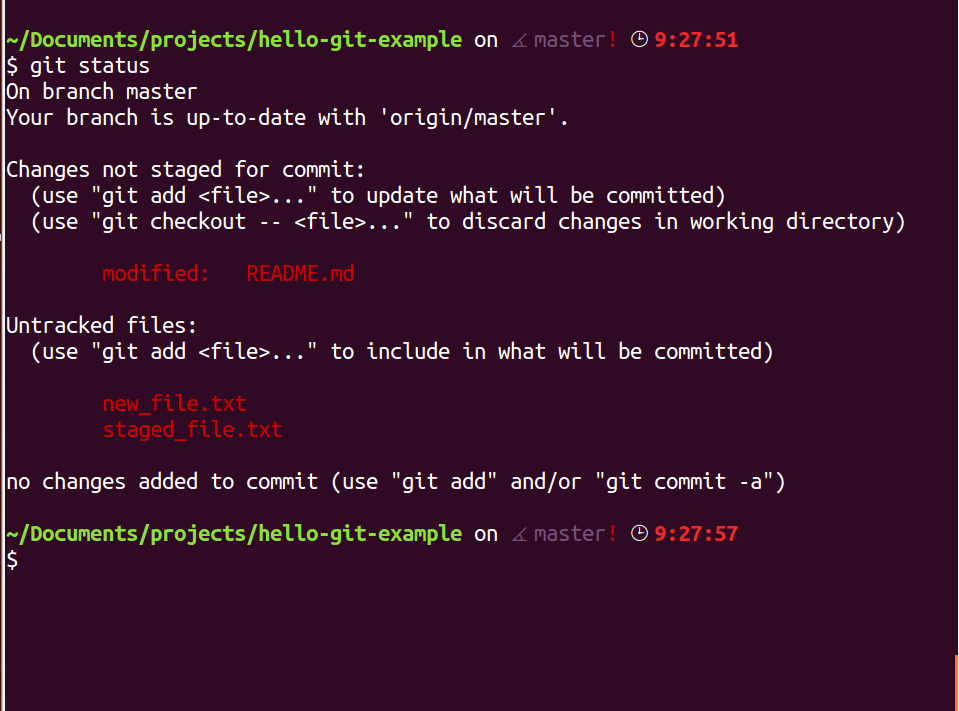 ~/Documents/projects/hello-git-example on master! 9:27:51
$ git status
On branch master
Your branch is up-to-date with 'origin/master'.
Changes not staged for commit:
(use "git add <file>..." to update what will be committed)
(use "git checkout -- <file>..." to discard changes in working directory)
modified: README.md
Untracked files:
(use "git add <file>..." to include in what will be committed)
new_file.txt
staged_file.txt
no changes added to commit (use "git add" and/or "git commit -a")
~/Documents/projects/hello-git-example on master! 9:27:57
$